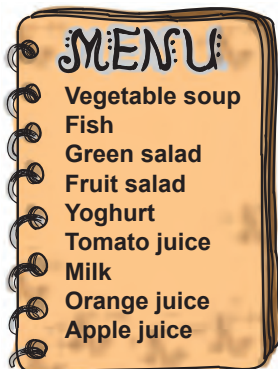 MENU
Vegetable soup
Fish
Green salad
Fruit salad
Yoghurt
Tomato juice
Milk
Orange juice
Apple juice